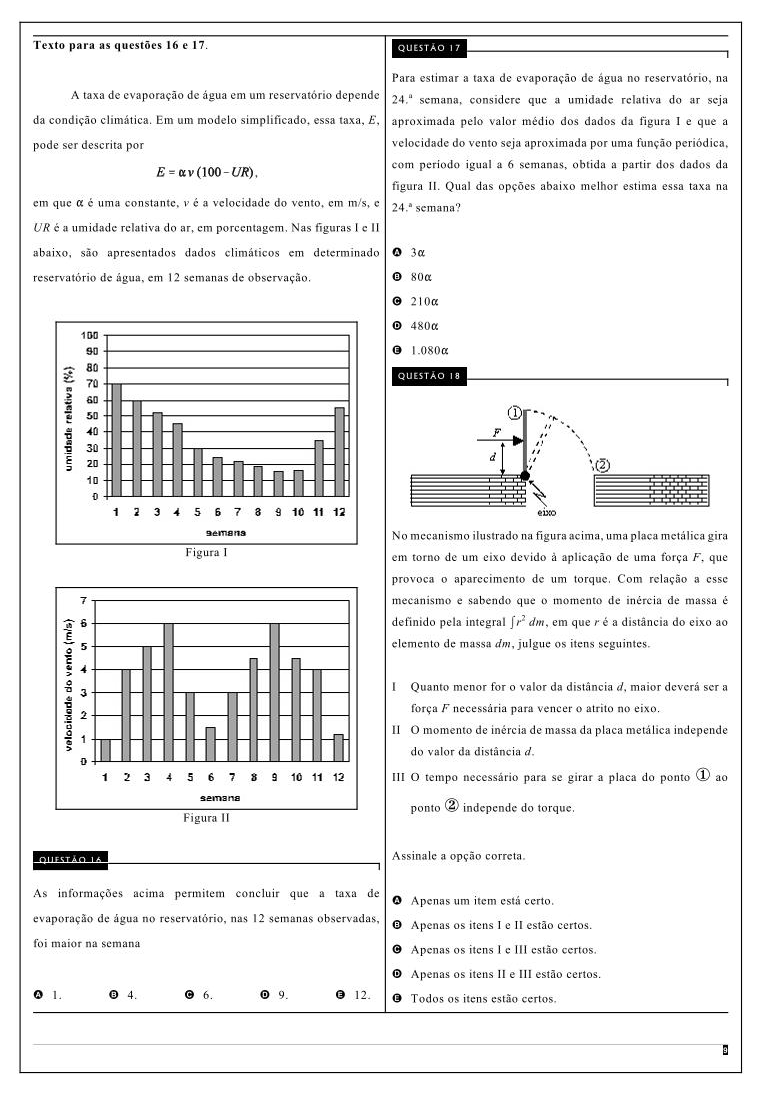 Texto para as questões 16 e 17.
A taxa de evaporação de água em um reservatório depende
da condição climática. Em um modelo simplificado, essa taxa, E,
pode ser descrita por
E = α v (100 – UR),
em que α é uma constante, v é a velocidade do vento, em m/s, e
UR é a umidade relativa do ar, em porcentagem. Nas figuras I e II
abaixo, são apresentados dados climáticos em determinado
reservatório de água, em 12 semanas de observação.
umidade relativa (%)
100
90
80
70
60
50
40
30
20
10
0
1 2 3 4 5 6 7 8 9 10 11 12
semana
Figura I
velocidade do vento (m/s)
7
6
5
4
3
2
1
0
1 2 3 4 5 6 7 8 9 10 11 12
semana
Figura II
QUESTÃO 16
As informações acima permitem concluir que a taxa de
evaporação de água no reservatório, nas 12 semanas observadas,
foi maior na semana
A 1. B 4. C 6. D 9. E 12.
QUESTÃO 17
Para estimar a taxa de evaporação de água no reservatório, na
24.ª semana, considere que a umidade relativa do ar seja
aproximada pelo valor médio dos dados da figura I e que a
velocidade do vento seja aproximada por uma função periódica,
com período igual a 6 semanas, obtida a partir dos dados da
figura II. Qual das opções abaixo melhor estima essa taxa na
24.ª semana?
A 3α
B 80α
C 210α
D 480α
E 1.080α
QUESTÃO 18
①
F
d
②
eixo
No mecanismo ilustrado na figura acima, uma placa metálica gira
em torno de um eixo devido à aplicação de uma força F, que
provoca o aparecimento de um torque. Com relação a esse
mecanismo e sabendo que o momento de inércia de massa é
definido pela integral ∫r² dm, em que r é a distância do eixo ao
elemento de massa dm, julgue os itens seguintes.
I Quanto menor for o valor da distância d, maior deverá ser a
força F necessária para vencer o atrito no eixo.
II O momento de inércia de massa da placa metálica independe
do valor da distância d.
III O tempo necessário para se girar a placa do ponto ① ao
ponto ② independe do torque.
Assinale a opção correta.
A Apenas um item está certo.
B Apenas os itens I e II estão certos.
C Apenas os itens I e III estão certos.
D Apenas os itens II e III estão certos.
E Todos os itens estão certos.
9